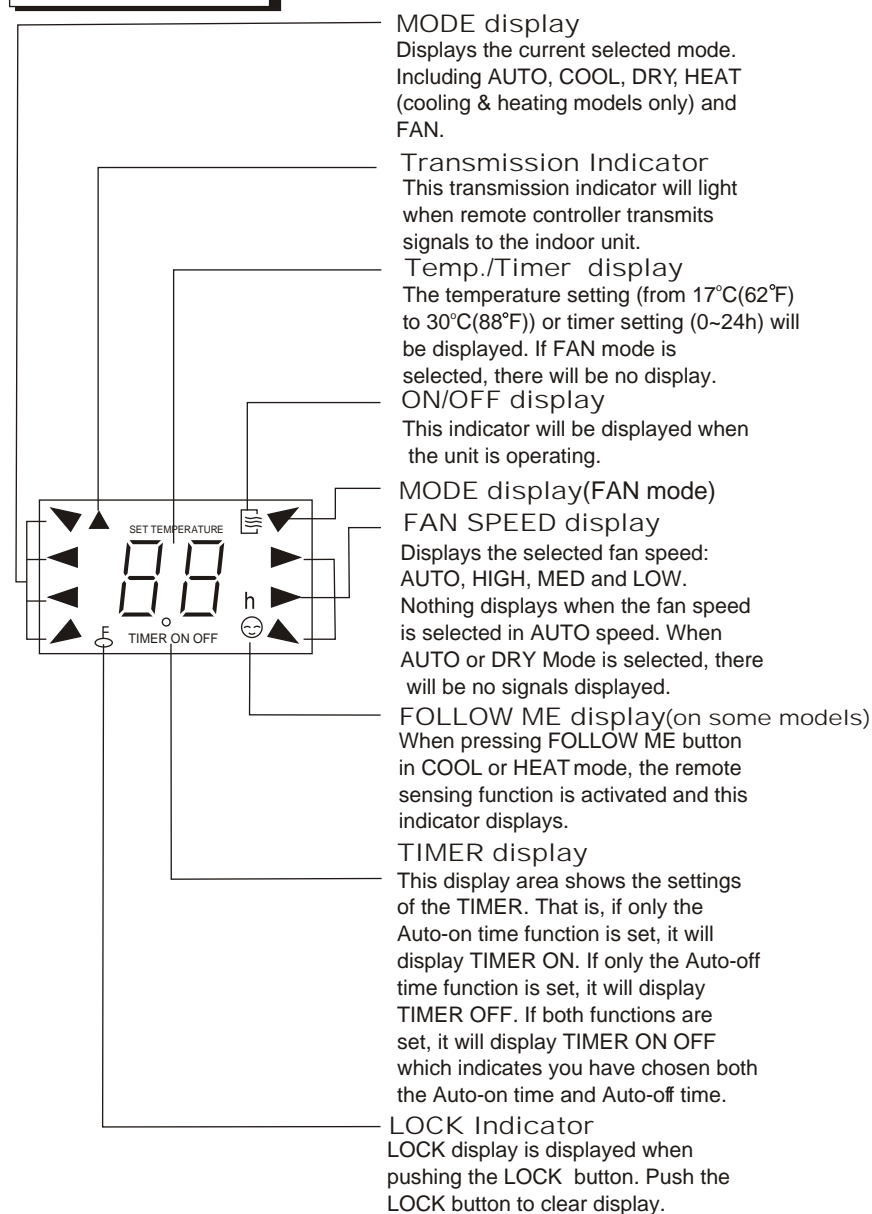 MODE display
Displays the current selected mode.
Including AUTO, COOL, DRY, HEAT
(cooling & heating models only) and
FAN.
Transmission Indicator
This transmission indicator will light
when remote controller transmits
signals to the indoor unit.
Temp./Timer display
The temperature setting (from 17°C(62°F)
to 30°C(88°F)) or timer setting (0~24h) will
be displayed. If FAN mode is
selected, there will be no display.
ON/OFF display
This indicator will be displayed when
the unit is operating.
MODE display(FAN mode)
FAN SPEED display
Displays the selected fan speed:
AUTO, HIGH, MED and LOW.
Nothing displays when the fan speed
is selected in AUTO speed. When
AUTO or DRY Mode is selected, there
will be no signals displayed.
SET TEMPERATURE
88
h
TIMER ON OFF
FOLLOW ME display(on some models)
When pressing FOLLOW ME button
in COOL or HEAT mode, the remote
sensing function is activated and this
indicator displays.
TIMER display
This display area shows the settings
of the TIMER. That is, if only the
Auto-on time function is set, it will
display TIMER ON. If only the Auto-off
time function is set, it will display
TIMER OFF. If both functions are
set, it will display TIMER ON OFF
which indicates you have chosen both
the Auto-on time and Auto-off time.
LOCK Indicator
LOCK display is displayed when
pushing the LOCK button. Push the
LOCK button to clear display.